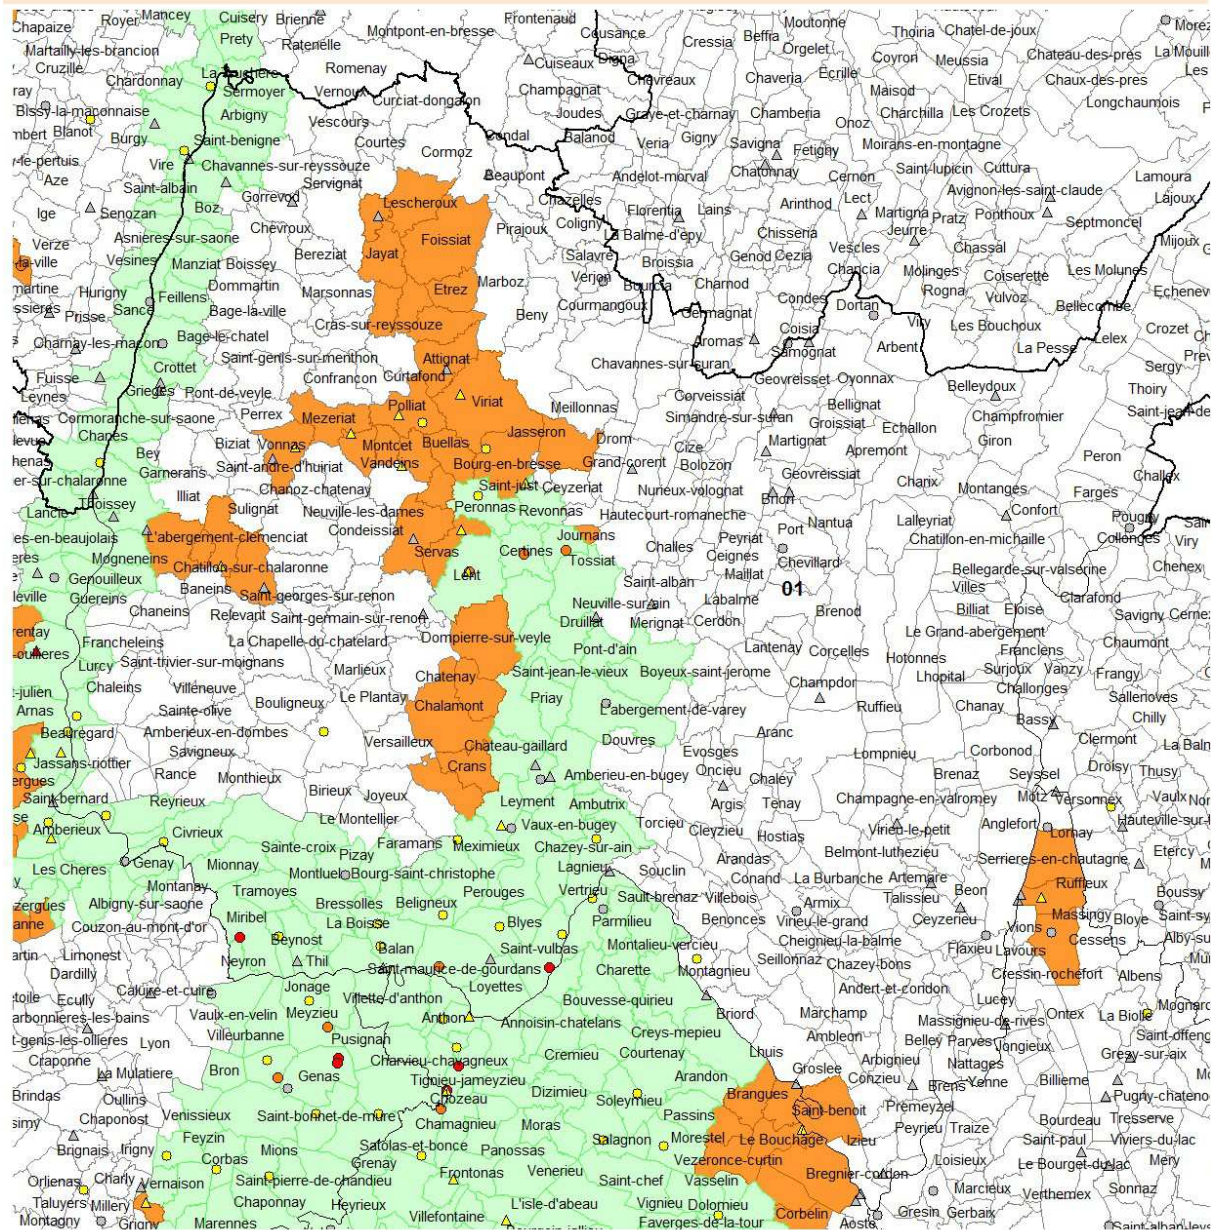 Chapaize Royer Mancey Cuisery Brienne Frontenaud Cousance Beffra Moutonne Thoiria Chatel-de-joux
Martailly-les-brancion Prety Ratenelle Montpont-en-bresse Digna Cressia Orgelet Coyron Meussia Chateau-des-pres
Cruzille Chardonnay Romenay Cuiseaux Chevreaux Chaveria Ecrille Maisod Etival Chaux-des-pres
Bissy-la-maconnaise Sermoyer Vernoux Curciat-dongalon Champagnat Chamberia Charchilla Les Crozets Longchaumois
Blanot Burgy Arbigny Vescours Joudes Graye-et-charnay Onoz
Saint-benigne Courtes Condal Balanod Veria Gigny Savigna Fetigny Moirans-en-montagne
Aze Vire Chavannes-sur-reyssouze Cormoz Beaupont Andelot-morval Chatonnay Cernon Saint-lupicin Cuttura Lamoura
Saint-albain Servignat Avignon-les-saint-claude
Ige Senozan Boz Gorrevod Lescheroux Chazelles Florentia Lains Arinthod Lect Martigna Pratz Ponthoux Lajoux
Verze Asnieres-sur-saone Chevroux Foissiat Pirajoux Coligny La Balme-d'epy Chisseria Jeurre Septmoncel
Vesines Manziat Boissey Bereziat Jayat Salavre Broissia Genod Cezia Vescles Chassal Mijoux
Hurigny Feillens Dommartin Marsonnas Etrez Marboz Verjon Bourcia Charnod Chancia Molinges Coiserette Les Molunes
Prisse Sance Bage-la-ville Courmangoux Condes Dortan Rogna Vulvoz Bellecombe
Charnay-les-macon Bage-le-chatel Cras-sur-reyssouze Beny Coisia Viry Les Bouchoux Crozet
Crottet Saint-genis-sur-menthon Attignat Chavannes-sur-suran Aromas Samognat Arbent La Pesse Lelex
Fuisse Grieges Pont-de-veyle Confrancon Curtafond Geovreisset Oyonnax Belleydoux Sergy
Leynes Viriat Corveissiat Thoiry
Cormoranche-sur-saone Perrex Mezeriat Polliat Meillonnas Simandre-sur-suran Bellignat Champfromier
Chanes Biziat Vonnas Montcet Buellas Jasseron Drom Cize Groissiat Echallon Giron
Bey Saint-andre-d'huiriat Vandeins Bourg-en-bresse Grand-corent Bolozon Martignat Apremont Peron
Garnerans Chanoz-chatenay Saint-just Ceyzeriat Geovreissiat Charix Challex
Illiat Sulignat Neuville-les-dames Peronnas Revonnas Nurieux-volognat Brion Montanges Farges
Lancie Thoissey Condeissiat Hautecourt-romaneche Port Nantua Lalleyriat Confort Pougny
L'abergement-clemenciat Servas Certines Journans Peyriat Chatillon-en-michaille Collonges Viry
Mogneneins Chatillon-sur-chalaronne Tossiat Challes Ceignes Chevillard
Genouilleux Baneins Lent Saint-alban Maillat Bellegarde-sur-valserine Chenex
Guereins Chaneins Saint-georges-sur-renon 01 Villes Clarafond
Relevant Saint-germain-sur-renon Neuville-sur-ain Labalme Brenod Billiat Eloise Savigny
Francheleins La Chapelle-du-chatelard Dompierre-sur-veyle Druillat Merignat Cerdon Le Grand-abergement
Lurcy Saint-trivier-sur-moignans Pont-d'ain Lantenay Corcelles Franclens Chaumont
Chaleins Marlieux Chatenay Saint-jean-le-vieux Boyeux-saint-jerome Hotonnes Surjoux Vanzy Frangy
Villeneuve Le Plantay Champdor Lhopital Challonges Sallenoves
Arnas Sainte-olive Bouligneux Chalamont Priay L'abergement-de-varey Ruffieu Chanay Bassy Chilly
Beauregard Amberieux-en-dombes Versailleux Douvres Aranc Clermont
Jassans-riottier Savigneux Chateau-gaillard Evosges Lompnieu Corbonod
Rance Monthieux Crans Amberieu-en-bugey Oncieu Chaley Brenaz Seyssel Droisy Thusy
Saint-bernard Reyrieux Birieux Joyeux Leyment Ambutrix Argis Tenay Champagne-en-valromey Motz Versonnex Vaulx
Amberieux Civrieux Le Montellier Vaux-en-bugey Torcieu Cleyzieu Hostias Virieu-le-petit Anglefort Lornay
Les Cheres Genay Mionnay Sainte-croix Pizay Faramans Meximieux Chazey-sur-ain Arandas Belmont-luthezieu Serrieres-en-chautagne Etercy
Montanay Tramoyes Montluel Bourg-saint-christophe Lagnieu Souclin Conand La Burbanche Artemare Ruffieux
Albigny-sur-saone Bressolles Perouges Vertrieu Sault-brenaz Villebois Talissieu Beon Boussy
Couzon-au-mont-d'or Miribel La Boisse Beligneux Blyes Parmilieu Benonces Armix Virieu-le-grand Ceyzerieu Vions Massingy Bloye
Limonest Neyron Beynost Balan Saint-vulbas Montalieu-vercieu Cheignieu-la-balme Flaxieu Lavours Cessens
Dardilly Thil Saint-maurice-de-gourdans Charette Montagnieu Seillonnaz Chazey-bons Cressin-rochefort Albens
Ecully Caluire-et-cuire Jonage Villette-d'anthon Loyettes Bouvesse-quirieu Andert-et-condon Lucey
Vaulx-en-velin Meyzieu Anthon Annoisin-chatelans Briord Marchamp Massignieu-de-rives Ontex La Biolle Mognard
Lyon Villeurbanne Pusignan Creys-mepieu Ambleon Belley Parves Jongieux
Craponne Bron Genas Charvieu-chavagneux Cremieu Courtenay Lhuis Arbignieu Nattages Gresy-sur-aix
La Mulatiere Tignieu-jameyzieu Arandon Groslee Conzieu Brens Yenne Billieme
Brindas Oullins Chozeau Dizimieu Soleymieu Brangues Saint-benoit Premeyzel Pugny-chatenod
Chaponost Venissieux Saint-bonnet-de-mure Chamagnieu Passins Peyrieu Traize Bourdeau Tresserve
Brignais Irigny Feyzin Mions Satolas-et-bonce Moras Salagnon Morestel Le Bouchage Izieu Saint-paul Viviers-du-lac
Corbas Grenay Panossas Venerieu Vezeronce-curtin Loisieux Le Bourget-du-lac Mery
Orlienas Charly Vernaison Saint-pierre-de-chandieu Frontonas Saint-chef Vasselin Bregnier-cordon
Taluyers Millery Chaponnay Heyrieux L'isle-d'abeau Vignieu Dolomieu Corbelin Marcieux Verthemex Sonnaz
Montagny Grigny Marennes Villefontaine Faverges-de-la-tour Aoste Gresin Gerbaix